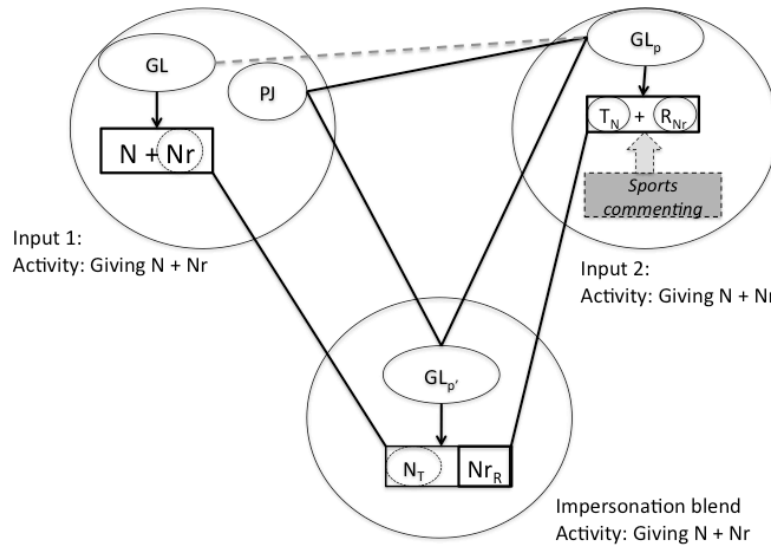 GL
PJ
N + Nr
Input 1:
Activity: Giving N + Nr
GLp
TN + RNr
Sports
commenting
Input 2:
Activity: Giving N + Nr
GLp'
NT
NrR
Impersonation blend
Activity: Giving N + Nr